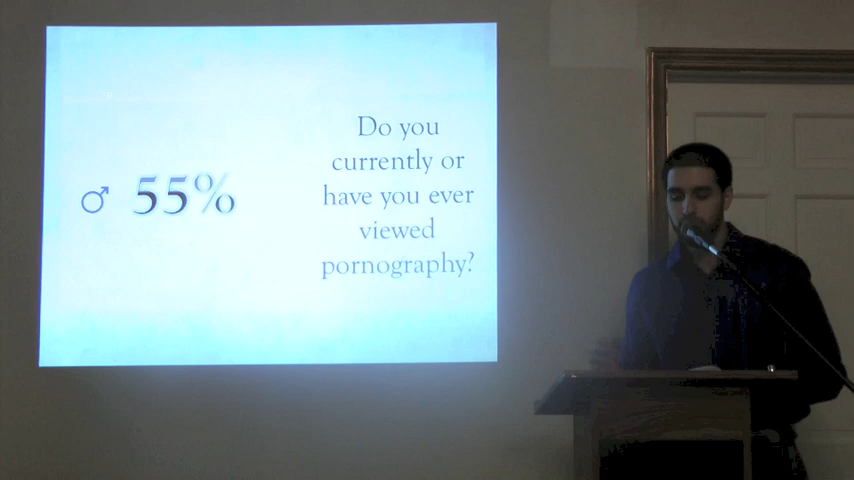 ♂ 55%
Do you
currently or
have you ever
viewed
pornography?